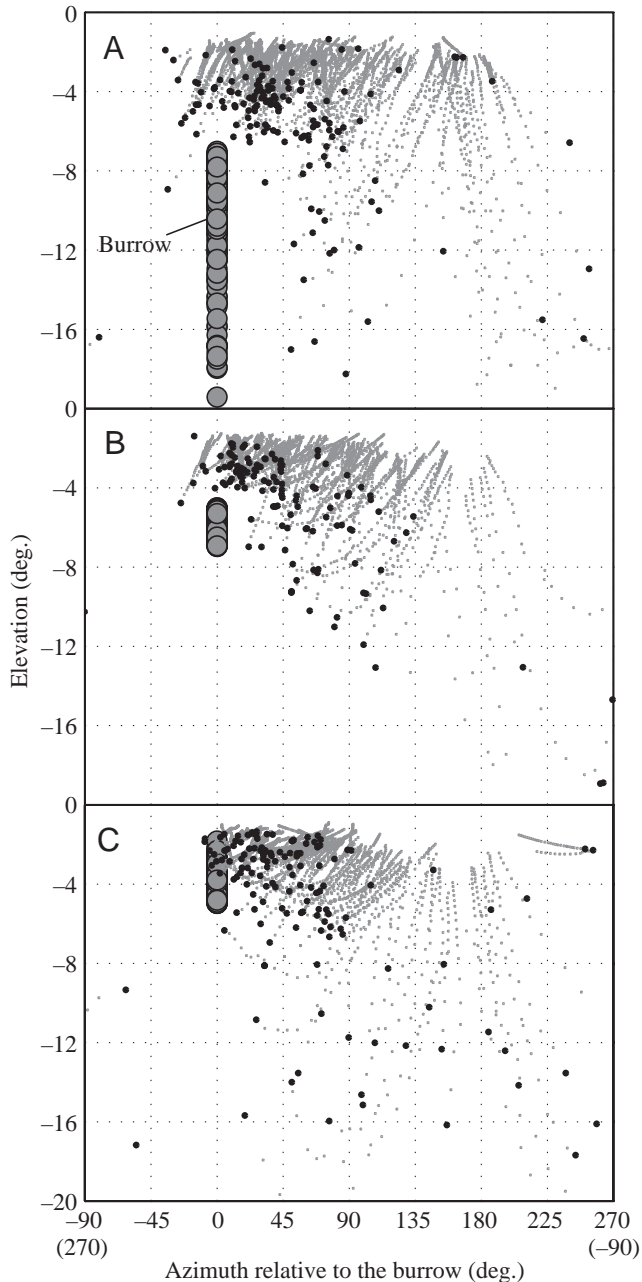 0
A
–4
–8
Burrow
–12
–16
0
B
–4
–8
–12
–16
0
C
–4
–8
–12
–16
–20
Elevation (deg.)
–90 –45 0 45 90 135 180 225 270
(270) (–90)
Azimuth relative to the burrow (deg.)